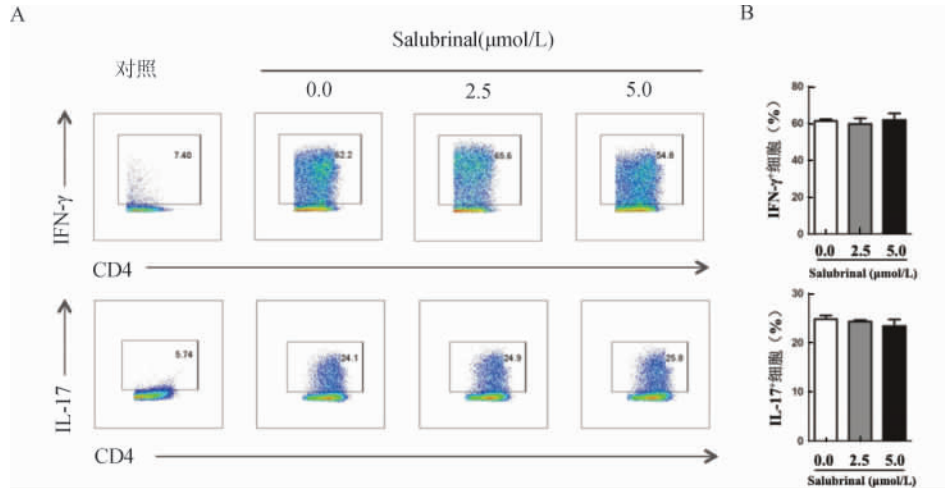 A
Salubrinal(μmol/L)
对照
0.0 2.5 5.0
7.40
62.2
65.6
54.8
IFN-γ
CD4
5.74
24.1
24.9
25.8
IL-17
CD4
B
IFN-γ⁺细胞（%）
80
60
40
20
0
0.0 2.5 5.0
Salubrinal (μmol/L)
IL-17⁺细胞（%）
30
20
10
0
0.0 2.5 5.0
Salubrinal (μmol/L)